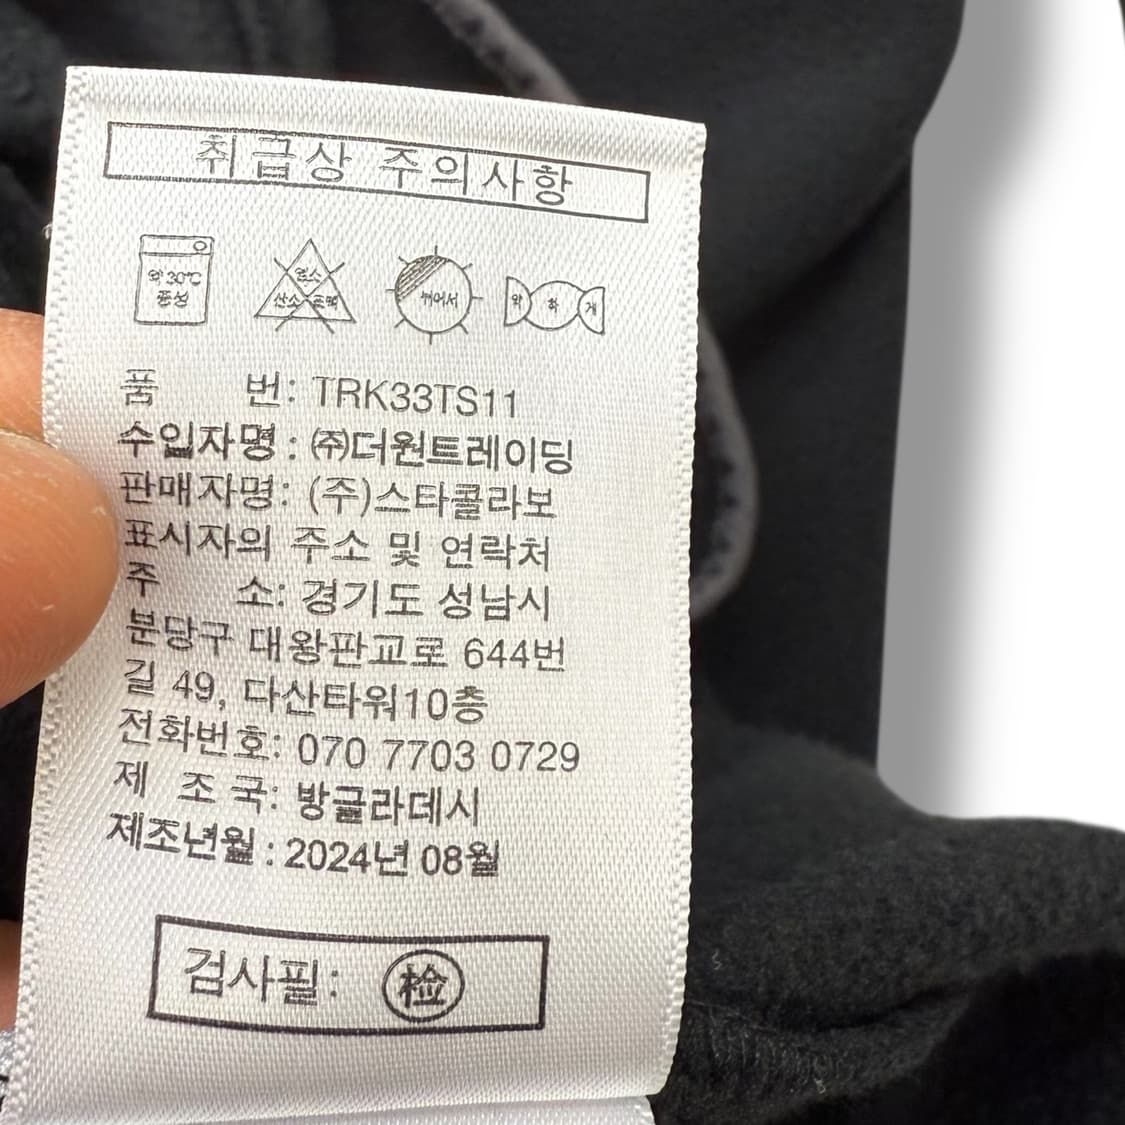 취급상 주의사항
약 30℃
중성
염소
산소표백
뉘어서
약 하 게
품 번: TRK33TS11
수입자명 : ㈜더원트레이딩
판매자명: (주)스타콜라보
표시자의 주소 및 연락처
주 소: 경기도 성남시
분당구 대왕판교로 644번
길 49, 다산타워10층
전화번호: 070 7703 0729
제 조 국: 방글라데시
제조년월 : 2024년 08월
검사필: 検